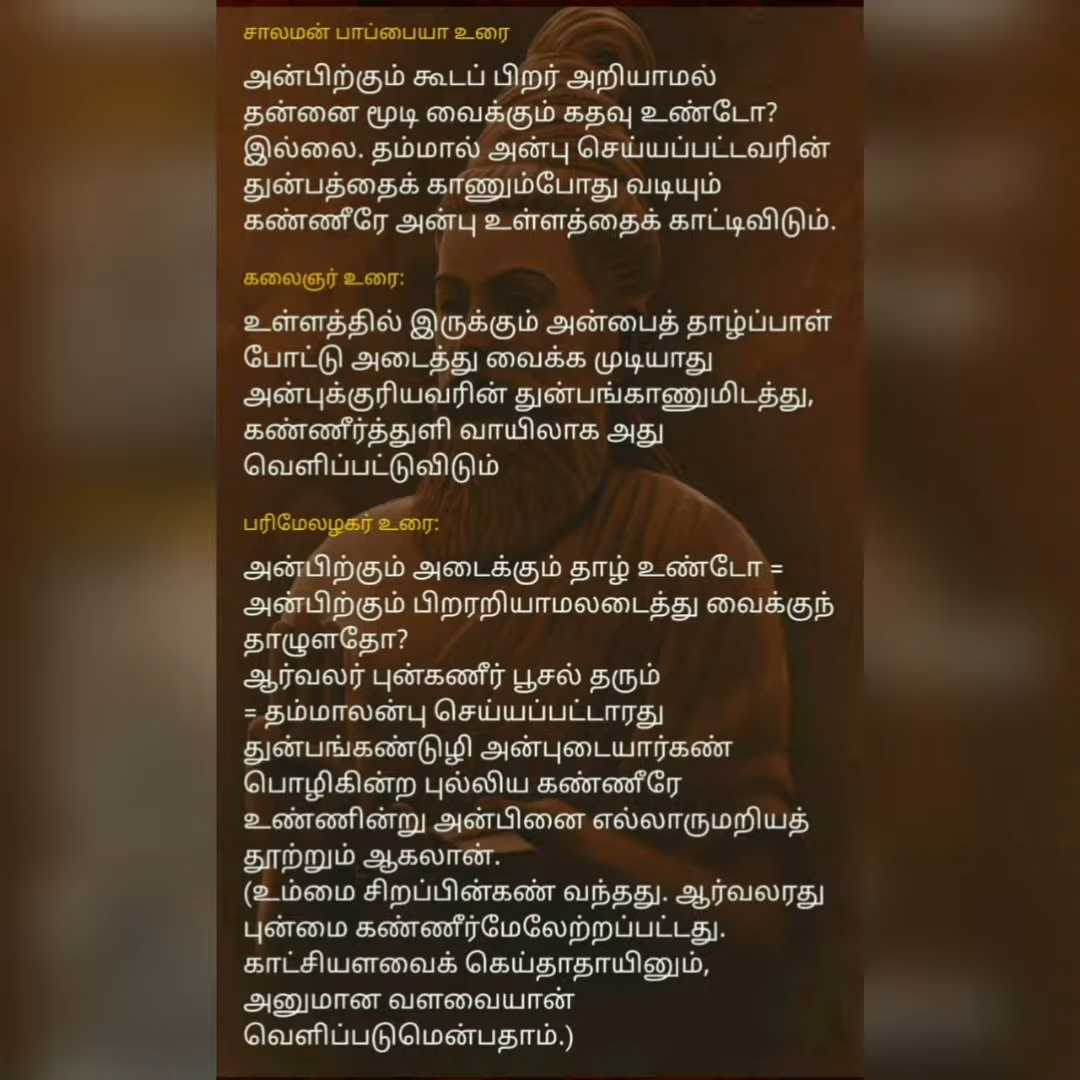 சாலமன் பாப்பையா உரை
அன்பிற்கும் கூடப் பிறர் அறியாமல்
தன்னை மூடி வைக்கும் கதவு உண்டோ?
இல்லை. தம்மால் அன்பு செய்யப்பட்டவரின்
துன்பத்தைக் காணும்போது வடியும்
கண்ணீரே அன்பு உள்ளத்தைக் காட்டிவிடும்.
கலைஞர் உரை:
உள்ளத்தில் இருக்கும் அன்பைத் தாழ்ப்பாள்
போட்டு அடைத்து வைக்க முடியாது
அன்புக்குரியவரின் துன்பங்காணுமிடத்து,
கண்ணீர்த்துளி வாயிலாக அது
வெளிப்பட்டுவிடும்
பரிமேலழகர் உரை:
அன்பிற்கும் அடைக்கும் தாழ் உண்டோ =
அன்பிற்கும் பிறரறியாமலடைத்து வைக்குந்
தாழுளதோ?
ஆர்வலர் புன்கணீர் பூசல் தரும்
= தம்மாலன்பு செய்யப்பட்டாரது
துன்பங்கண்டுழி அன்புடையார்கண்
பொழிகின்ற புல்லிய கண்ணீரே
உண்ணின்று அன்பினை எல்லாருமறியத்
தூற்றும் ஆகலான்.
(உம்மை சிறப்பின்கண் வந்தது. ஆர்வலரது
புன்மை கண்ணீர்மேலேற்றப்பட்டது.
காட்சியளவைக் கெய்தாதாயினும்,
அனுமான வளவையான்
வெளிப்படுமென்பதாம்.)